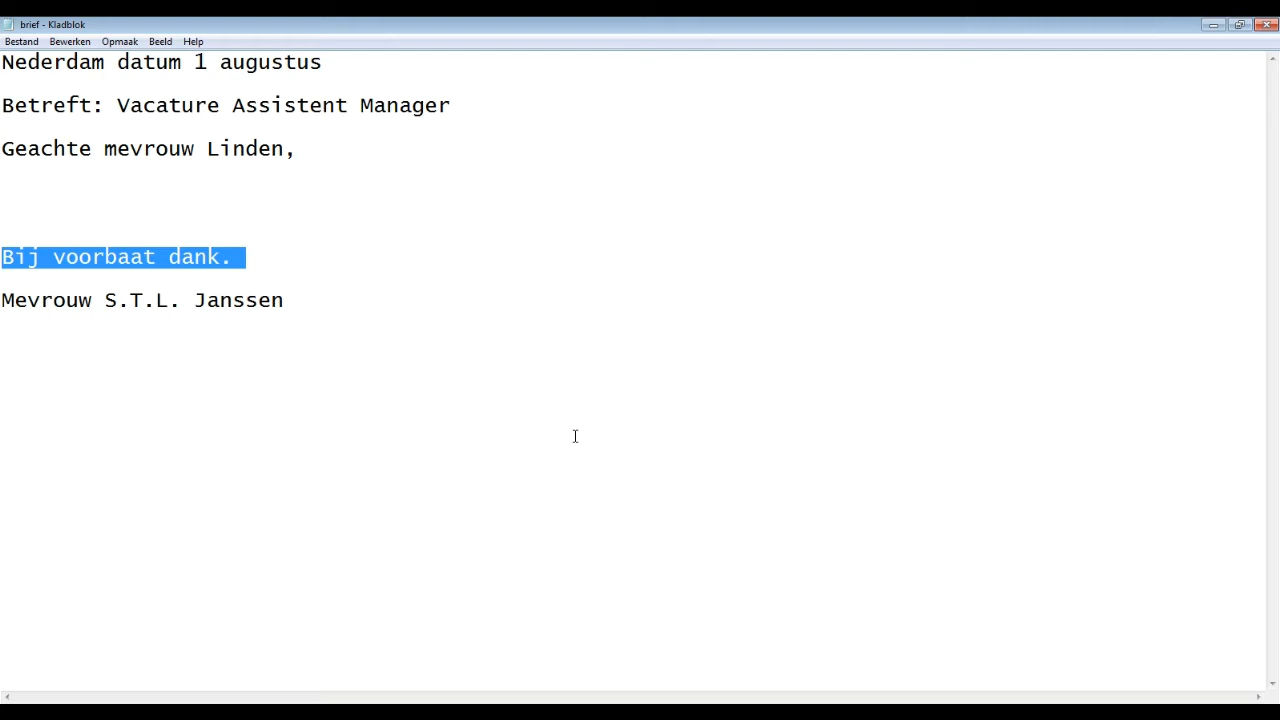 brief - Kladblok
Bestand Bewerken Opmaak Beeld Help
Nederdam datum 1 augustus
Betreft: Vacature Assistent Manager
Geachte mevrouw Linden,
Bij voorbaat dank.
Mevrouw S.T.L. Janssen